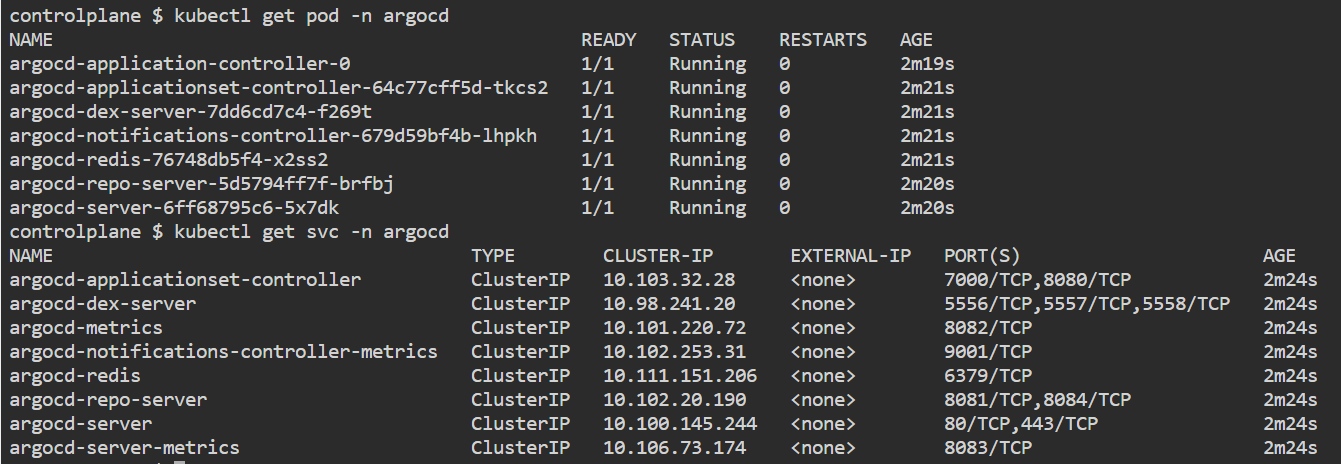 controlplane $ kubectl get pod -n argocd
NAME READY STATUS RESTARTS AGE
argocd-application-controller-0 1/1 Running 0 2m19s
argocd-applicationset-controller-64c77cff5d-tkcs2 1/1 Running 0 2m21s
argocd-dex-server-7dd6cd7c4-f269t 1/1 Running 0 2m21s
argocd-notifications-controller-679d59bf4b-lhpkh 1/1 Running 0 2m21s
argocd-redis-76748db5f4-x2ss2 1/1 Running 0 2m21s
argocd-repo-server-5d5794ff7f-brfbj 1/1 Running 0 2m20s
argocd-server-6ff68795c6-5x7dk 1/1 Running 0 2m20s
controlplane $ kubectl get svc -n argocd
NAME TYPE CLUSTER-IP EXTERNAL-IP PORT(S) AGE
argocd-applicationset-controller ClusterIP 10.103.32.28 <none> 7000/TCP,8080/TCP 2m24s
argocd-dex-server ClusterIP 10.98.241.20 <none> 5556/TCP,5557/TCP,5558/TCP 2m24s
argocd-metrics ClusterIP 10.101.220.72 <none> 8082/TCP 2m24s
argocd-notifications-controller-metrics ClusterIP 10.102.253.31 <none> 9001/TCP 2m24s
argocd-redis ClusterIP 10.111.151.206 <none> 6379/TCP 2m24s
argocd-repo-server ClusterIP 10.102.20.190 <none> 8081/TCP,8084/TCP 2m24s
argocd-server ClusterIP 10.100.145.244 <none> 80/TCP,443/TCP 2m24s
argocd-server-metrics ClusterIP 10.106.73.174 <none> 8083/TCP 2m24s